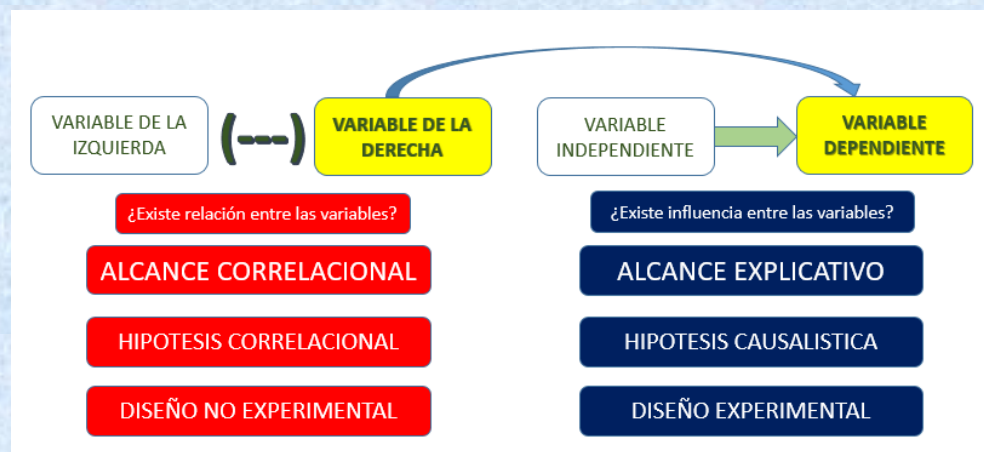 VARIABLE DE LA
IZQUIERDA
(---)
VARIABLE DE LA
DERECHA
VARIABLE
INDEPENDIENTE
VARIABLE
DEPENDIENTE
¿Existe relación entre las variables?
¿Existe influencia entre las variables?
ALCANCE CORRELACIONAL
ALCANCE EXPLICATIVO
HIPOTESIS CORRELACIONAL
HIPOTESIS CAUSALISTICA
DISEÑO NO EXPERIMENTAL
DISEÑO EXPERIMENTAL